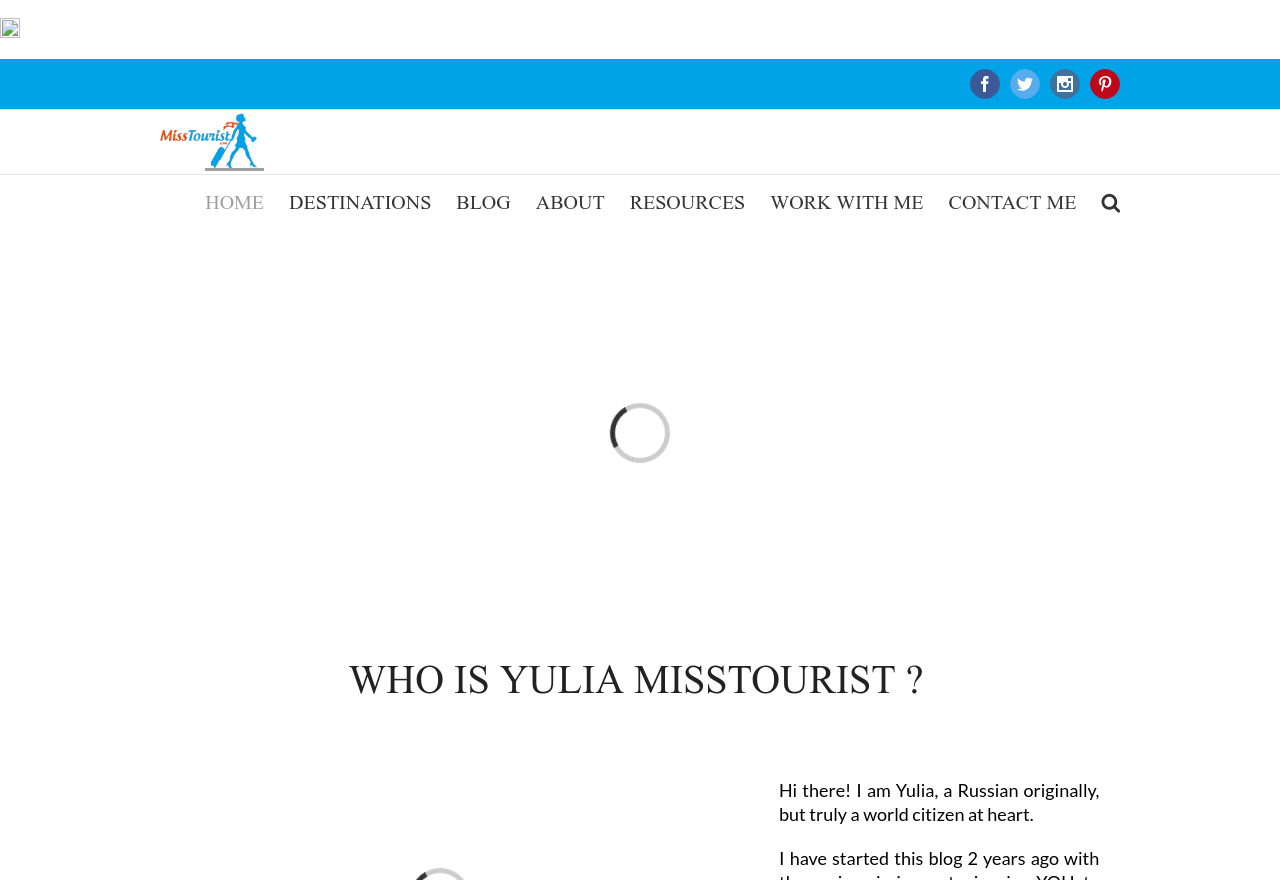 MissTourist
HOME DESTINATIONS BLOG ABOUT RESOURCES WORK WITH ME CONTACT ME
WHO IS YULIA MISSTOURIST ?
Hi there! I am Yulia, a Russian originally,
but truly a world citizen at heart.
I have started this blog 2 years ago with